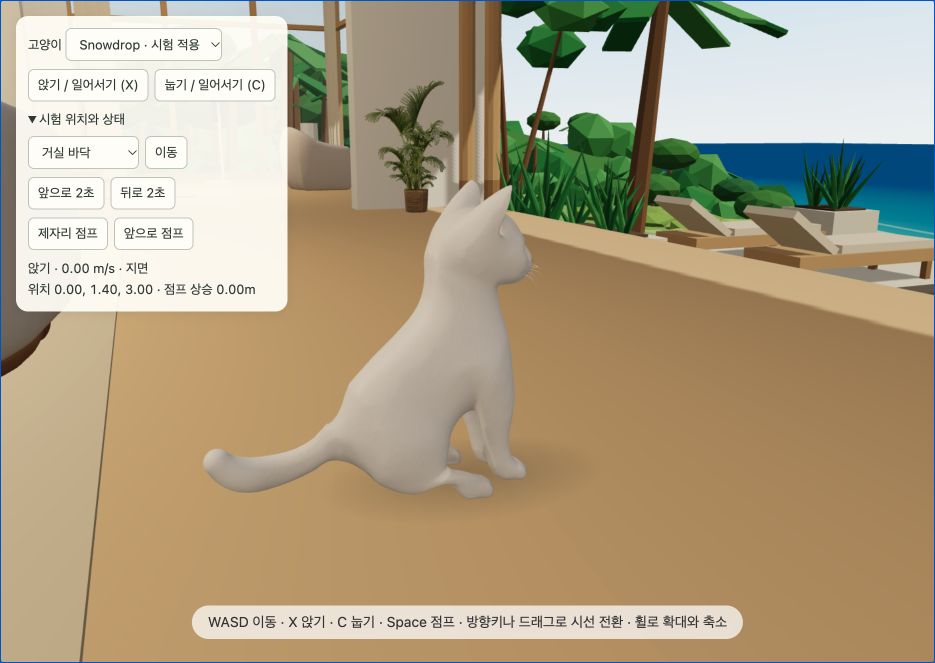 고양이 Snowdrop · 시험 적용
앉기 / 일어서기 (X) 눕기 / 일어서기 (C)
▼ 시험 위치와 상태
거실 바닥 이동
앞으로 2초 뒤로 2초
제자리 점프 앞으로 점프
앉기 · 0.00 m/s · 지면
위치 0.00, 1.40, 3.00 · 점프 상승 0.00m
WASD 이동 · X 앉기 · C 눕기 · Space 점프 · 방향키나 드래그로 시선 전환 · 휠로 확대와 축소